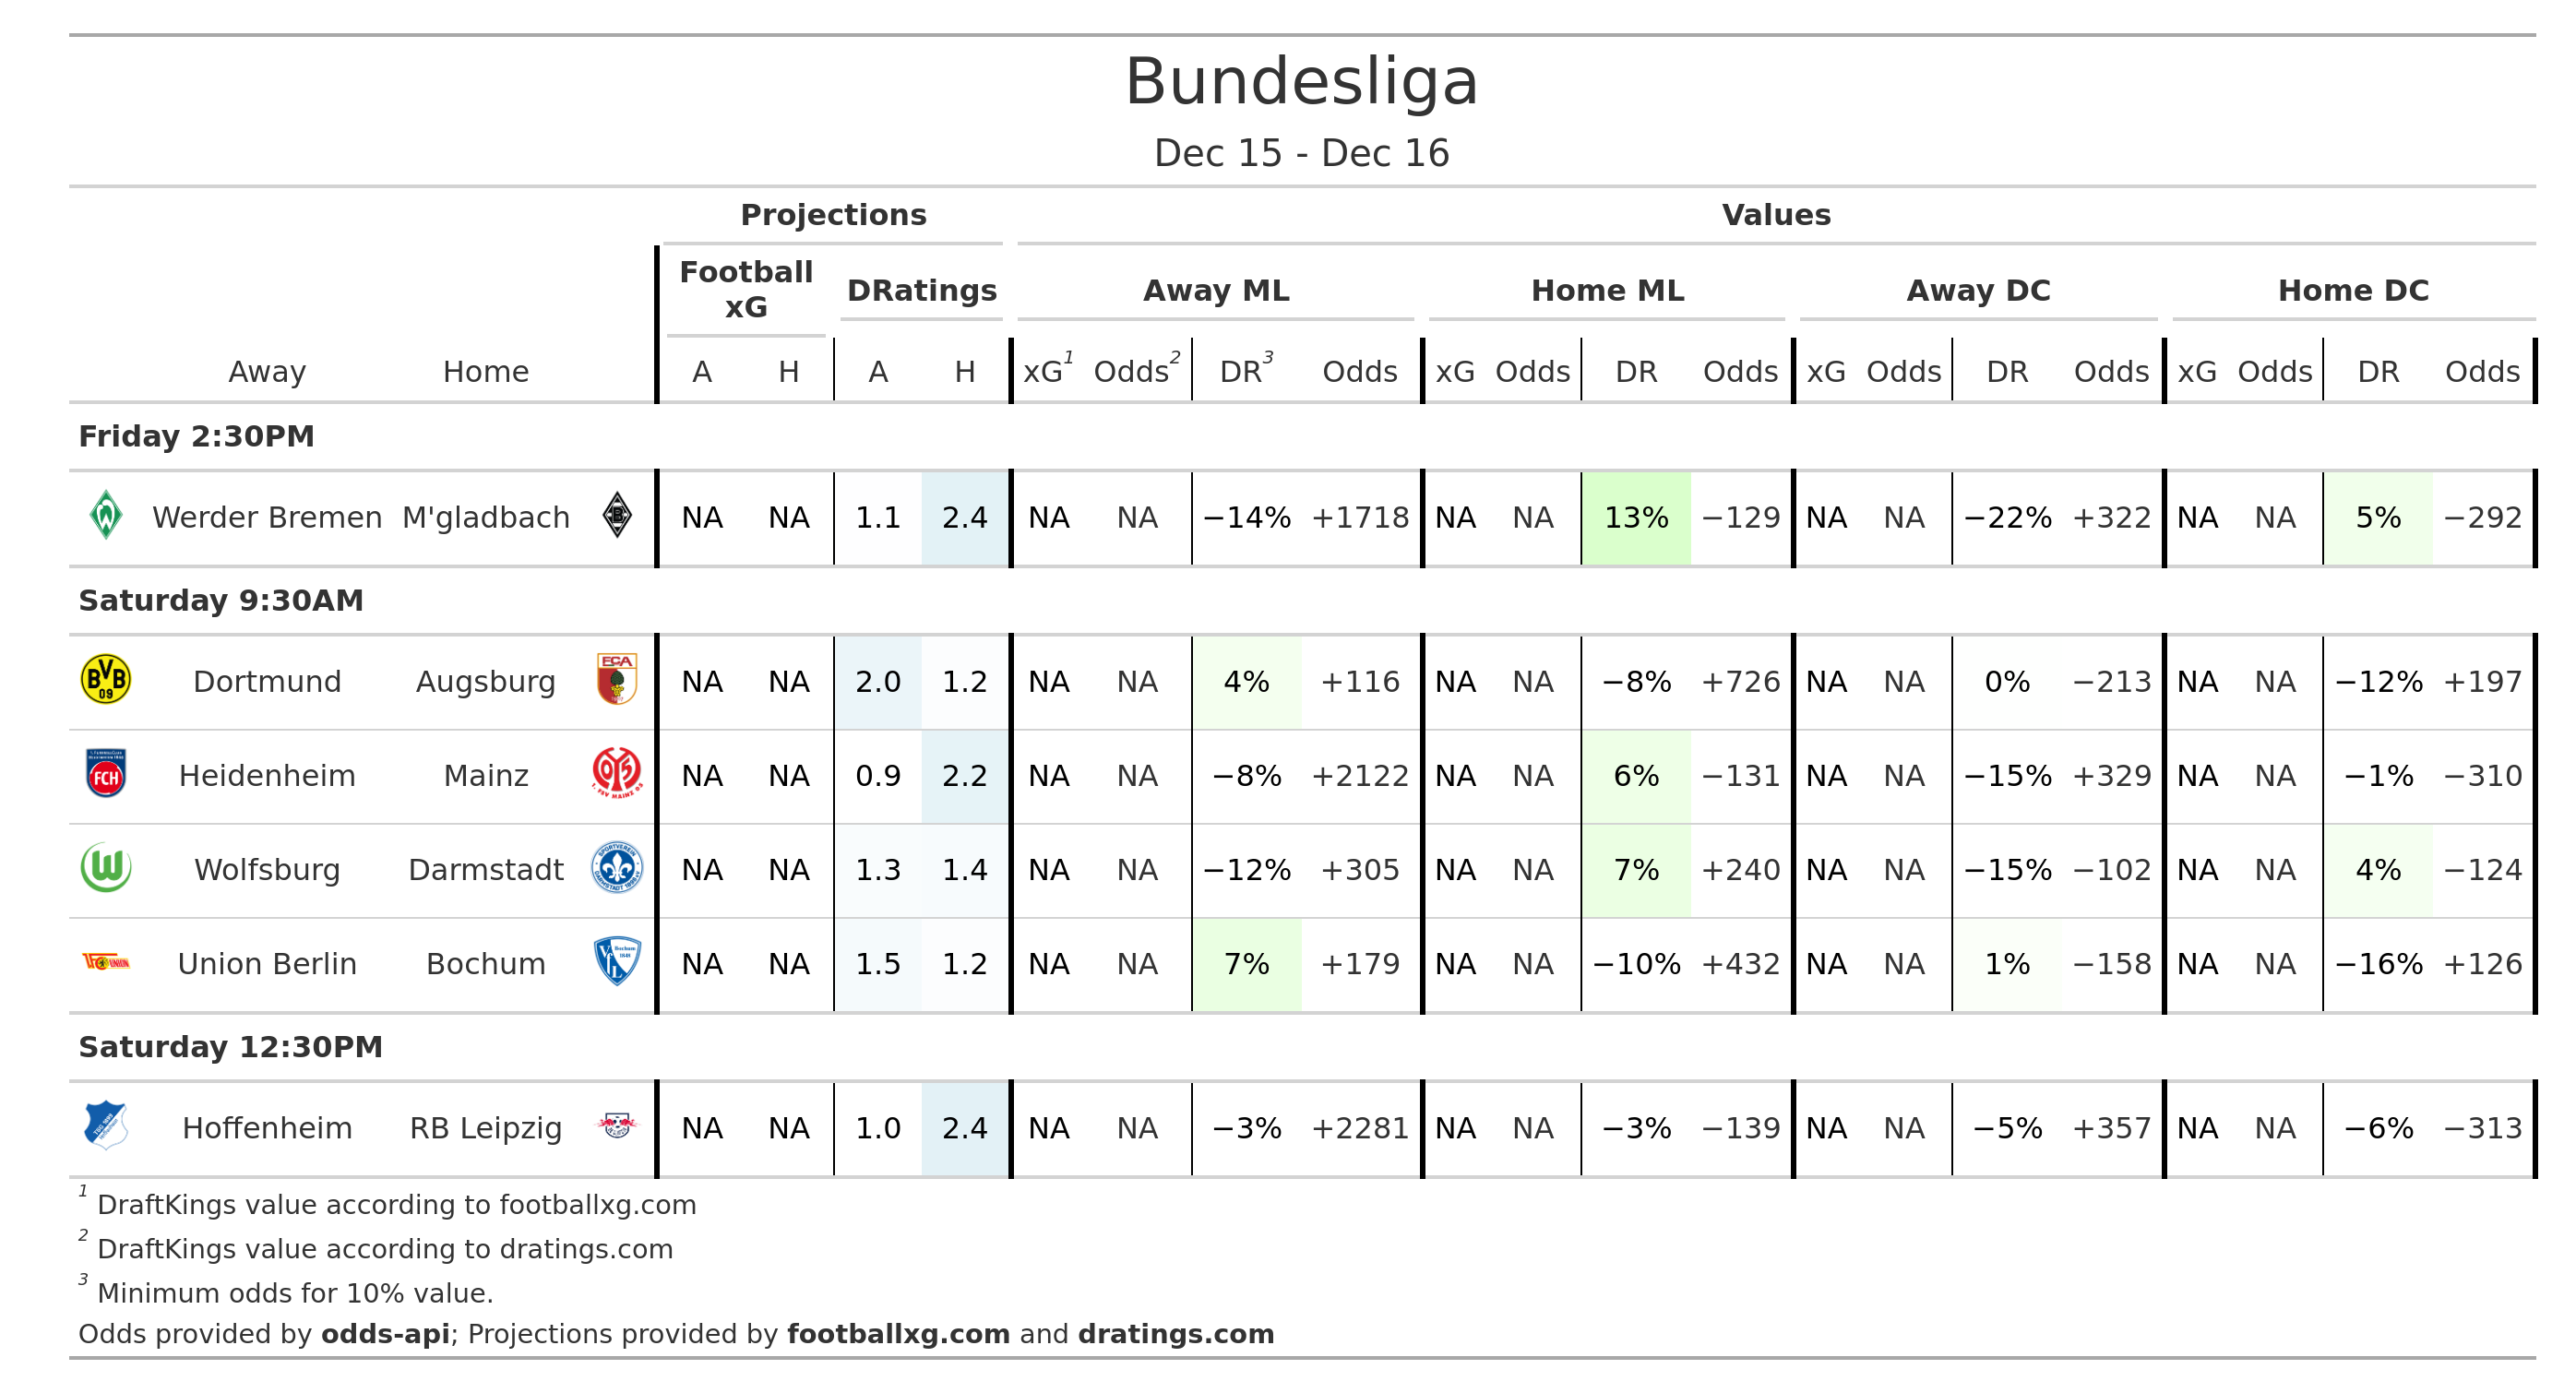 Bundesliga
Dec 15 - Dec 16
Projections Values
Football xG DRatings Away ML Home ML Away DC Home DC
Away Home A H A H xG1 Odds2 DR3 Odds xG Odds DR Odds xG Odds DR Odds xG Odds DR Odds
Friday 2:30PM
Werder Bremen M'gladbach NA NA 1.1 2.4 NA NA −14% +1718 NA NA 13% −129 NA NA −22% +322 NA NA 5% −292
Saturday 9:30AM
BVB 09 Dortmund Augsburg FCA NA NA 2.0 1.2 NA NA 4% +116 NA NA −8% +726 NA NA 0% −213 NA NA −12% +197
FCH Heidenheim Mainz 1. FSV MAINZ 05 NA NA 0.9 2.2 NA NA −8% +2122 NA NA 6% −131 NA NA −15% +329 NA NA −1% −310
Wolfsburg Darmstadt NA NA 1.3 1.4 NA NA −12% +305 NA NA 7% +240 NA NA −15% −102 NA NA 4% −124
Union Berlin Bochum NA NA 1.5 1.2 NA NA 7% +179 NA NA −10% +432 NA NA 1% −158 NA NA −16% +126
Saturday 12:30PM
Hoffenheim RB Leipzig NA NA 1.0 2.4 NA NA −3% +2281 NA NA −3% −139 NA NA −5% +357 NA NA −6% −313
1 DraftKings value according to footballxg.com
2 DraftKings value according to dratings.com
3 Minimum odds for 10% value.
Odds provided by odds-api; Projections provided by footballxg.com and dratings.com